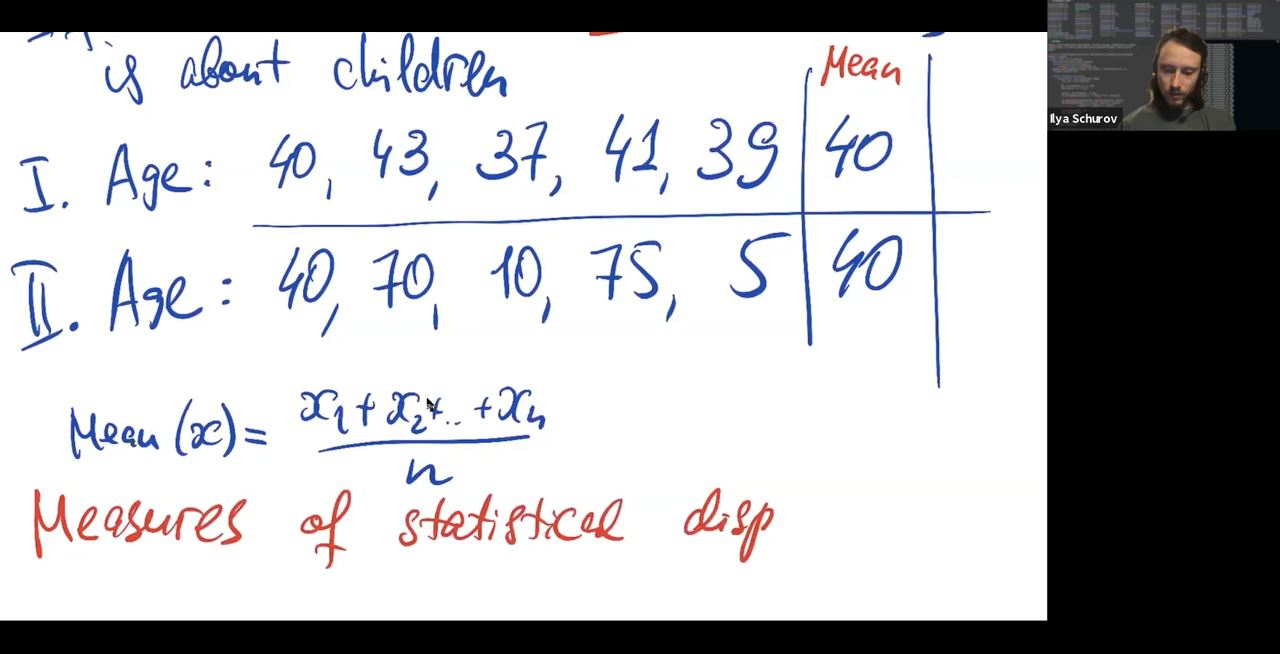 is about children
Mean
I. Age: 40, 43, 37, 41, 39 40
II. Age: 40, 70, 10, 75, 5 40
Mean (x) = x1 + x2 + .. + xn
n
Measures of statistical disp
Ilya Schurov